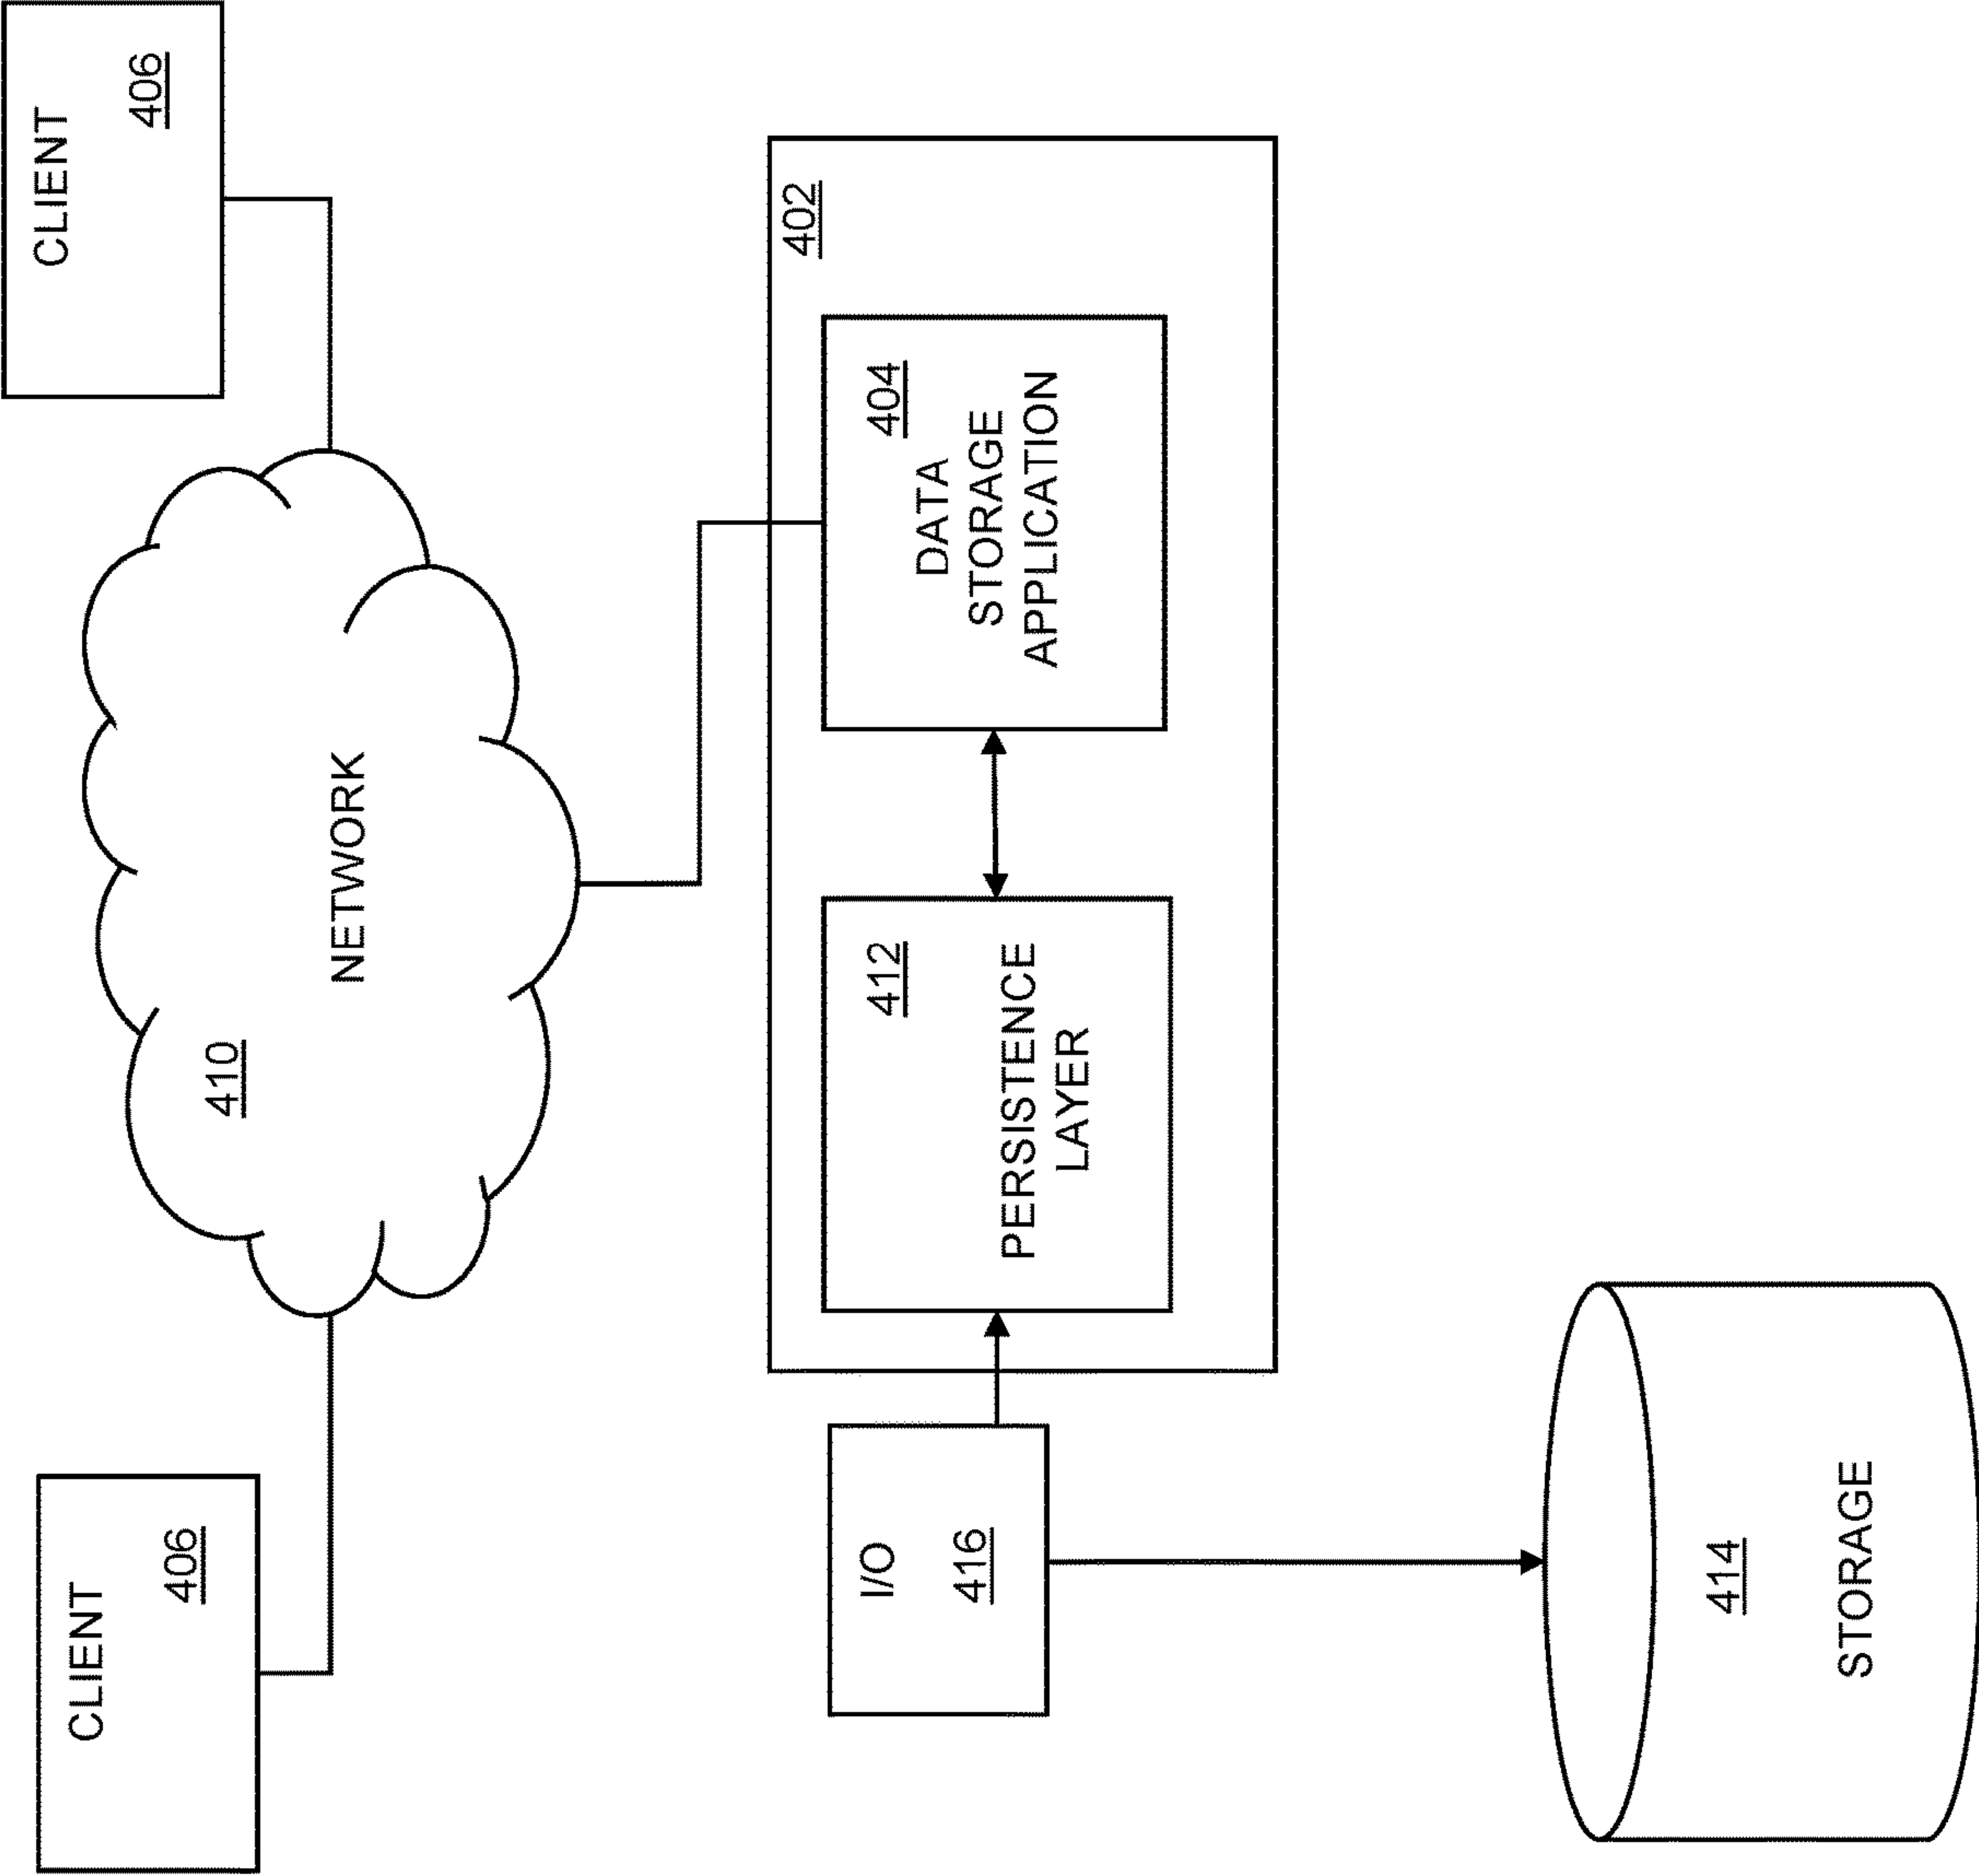 CLIENT
406
CLIENT
406
410
NETWORK
I/O
416
412
PERSISTENCE
LAYER
402
404
DATA
STORAGE
APPLICATION
414
STORAGE